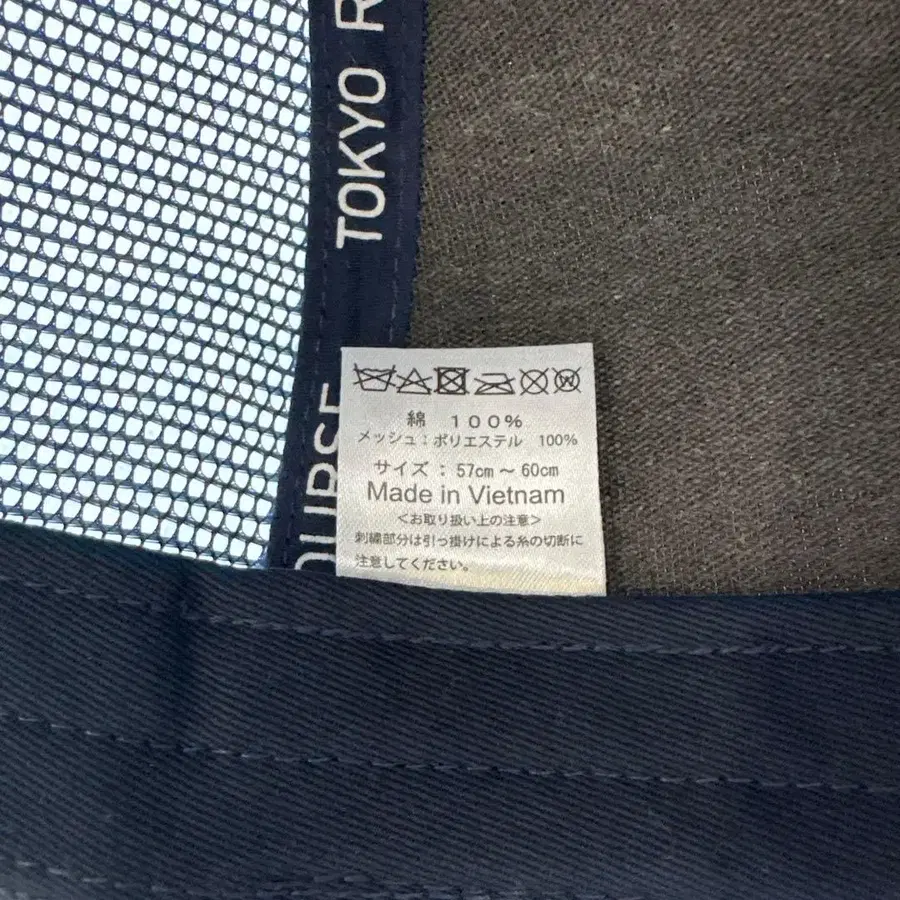 TOKYO R
OURSE
綿 100%
メッシュ：ポリエステル 100%
サイズ：57cm～60cm
Made in Vietnam
＜お取り扱い上の注意＞
刺繍部分は引っ掛けによる糸の切断に
注意してください。